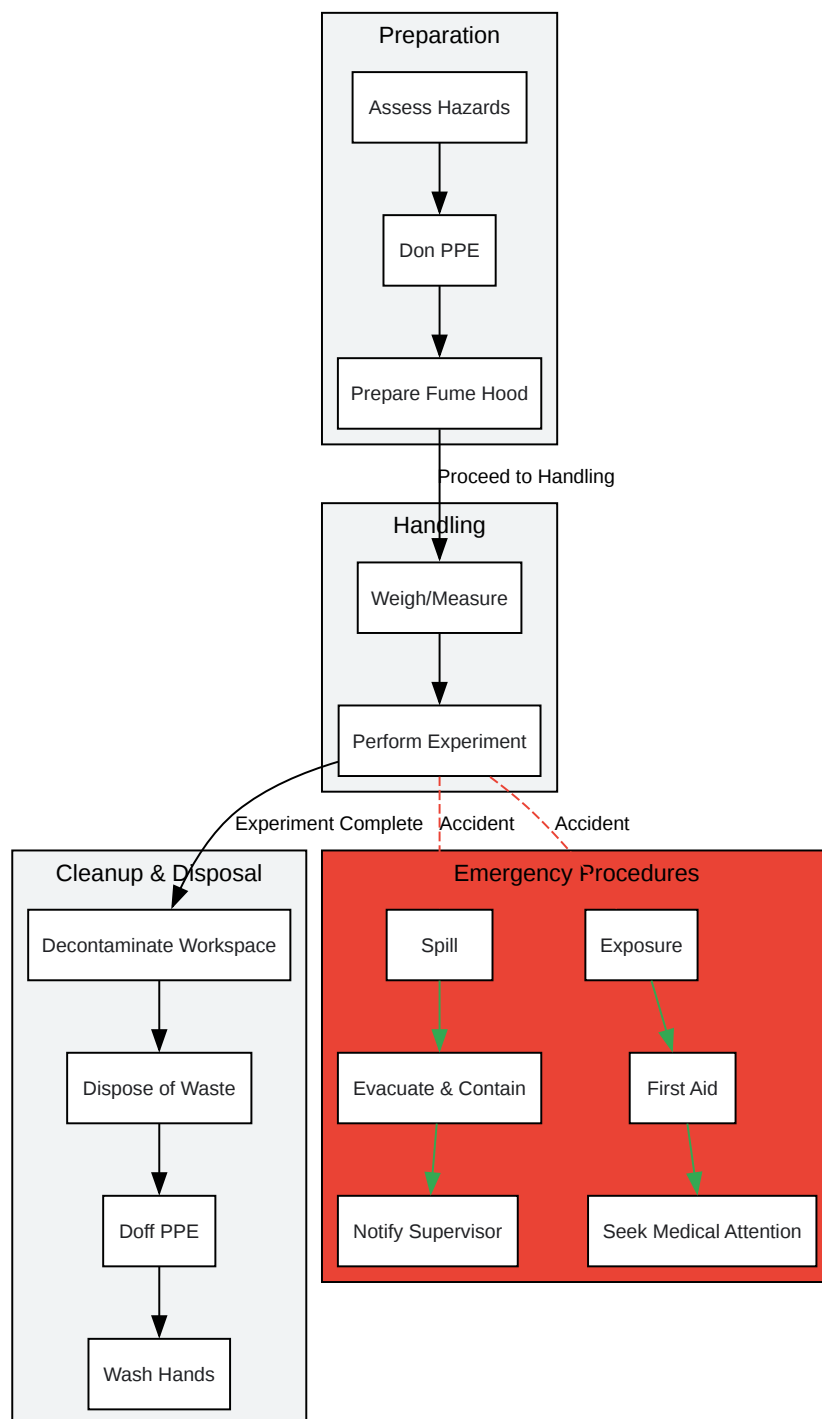 Preparation
Assess Hazards
Don PPE
Prepare Fume Hood
Proceed to Handling
Handling
Weigh/Measure
Perform Experiment
Experiment Complete
Accident
Accident
Cleanup & Disposal
Decontaminate Workspace
Dispose of Waste
Doff PPE
Wash Hands
Emergency Procedures
Spill
Exposure
Evacuate & Contain
First Aid
Notify Supervisor
Seek Medical Attention